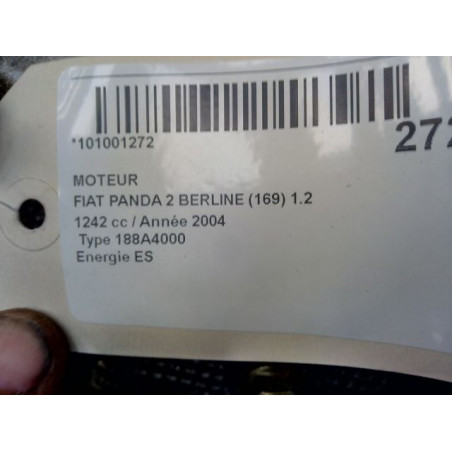 *101001272
272
MOTEUR
FIAT PANDA 2 BERLINE (169) 1.2
1242 cc / Année 2004
Type 188A4000
Energie ES